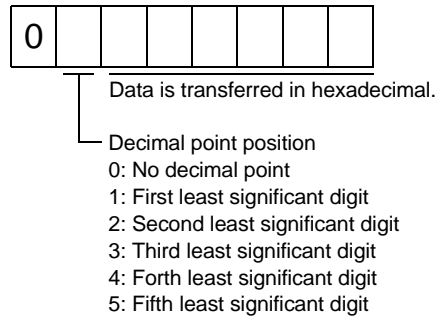 0
Data is transferred in hexadecimal.
Decimal point position
0: No decimal point
1: First least significant digit
2: Second least significant digit
3: Third least significant digit
4: Forth least significant digit
5: Fifth least significant digit